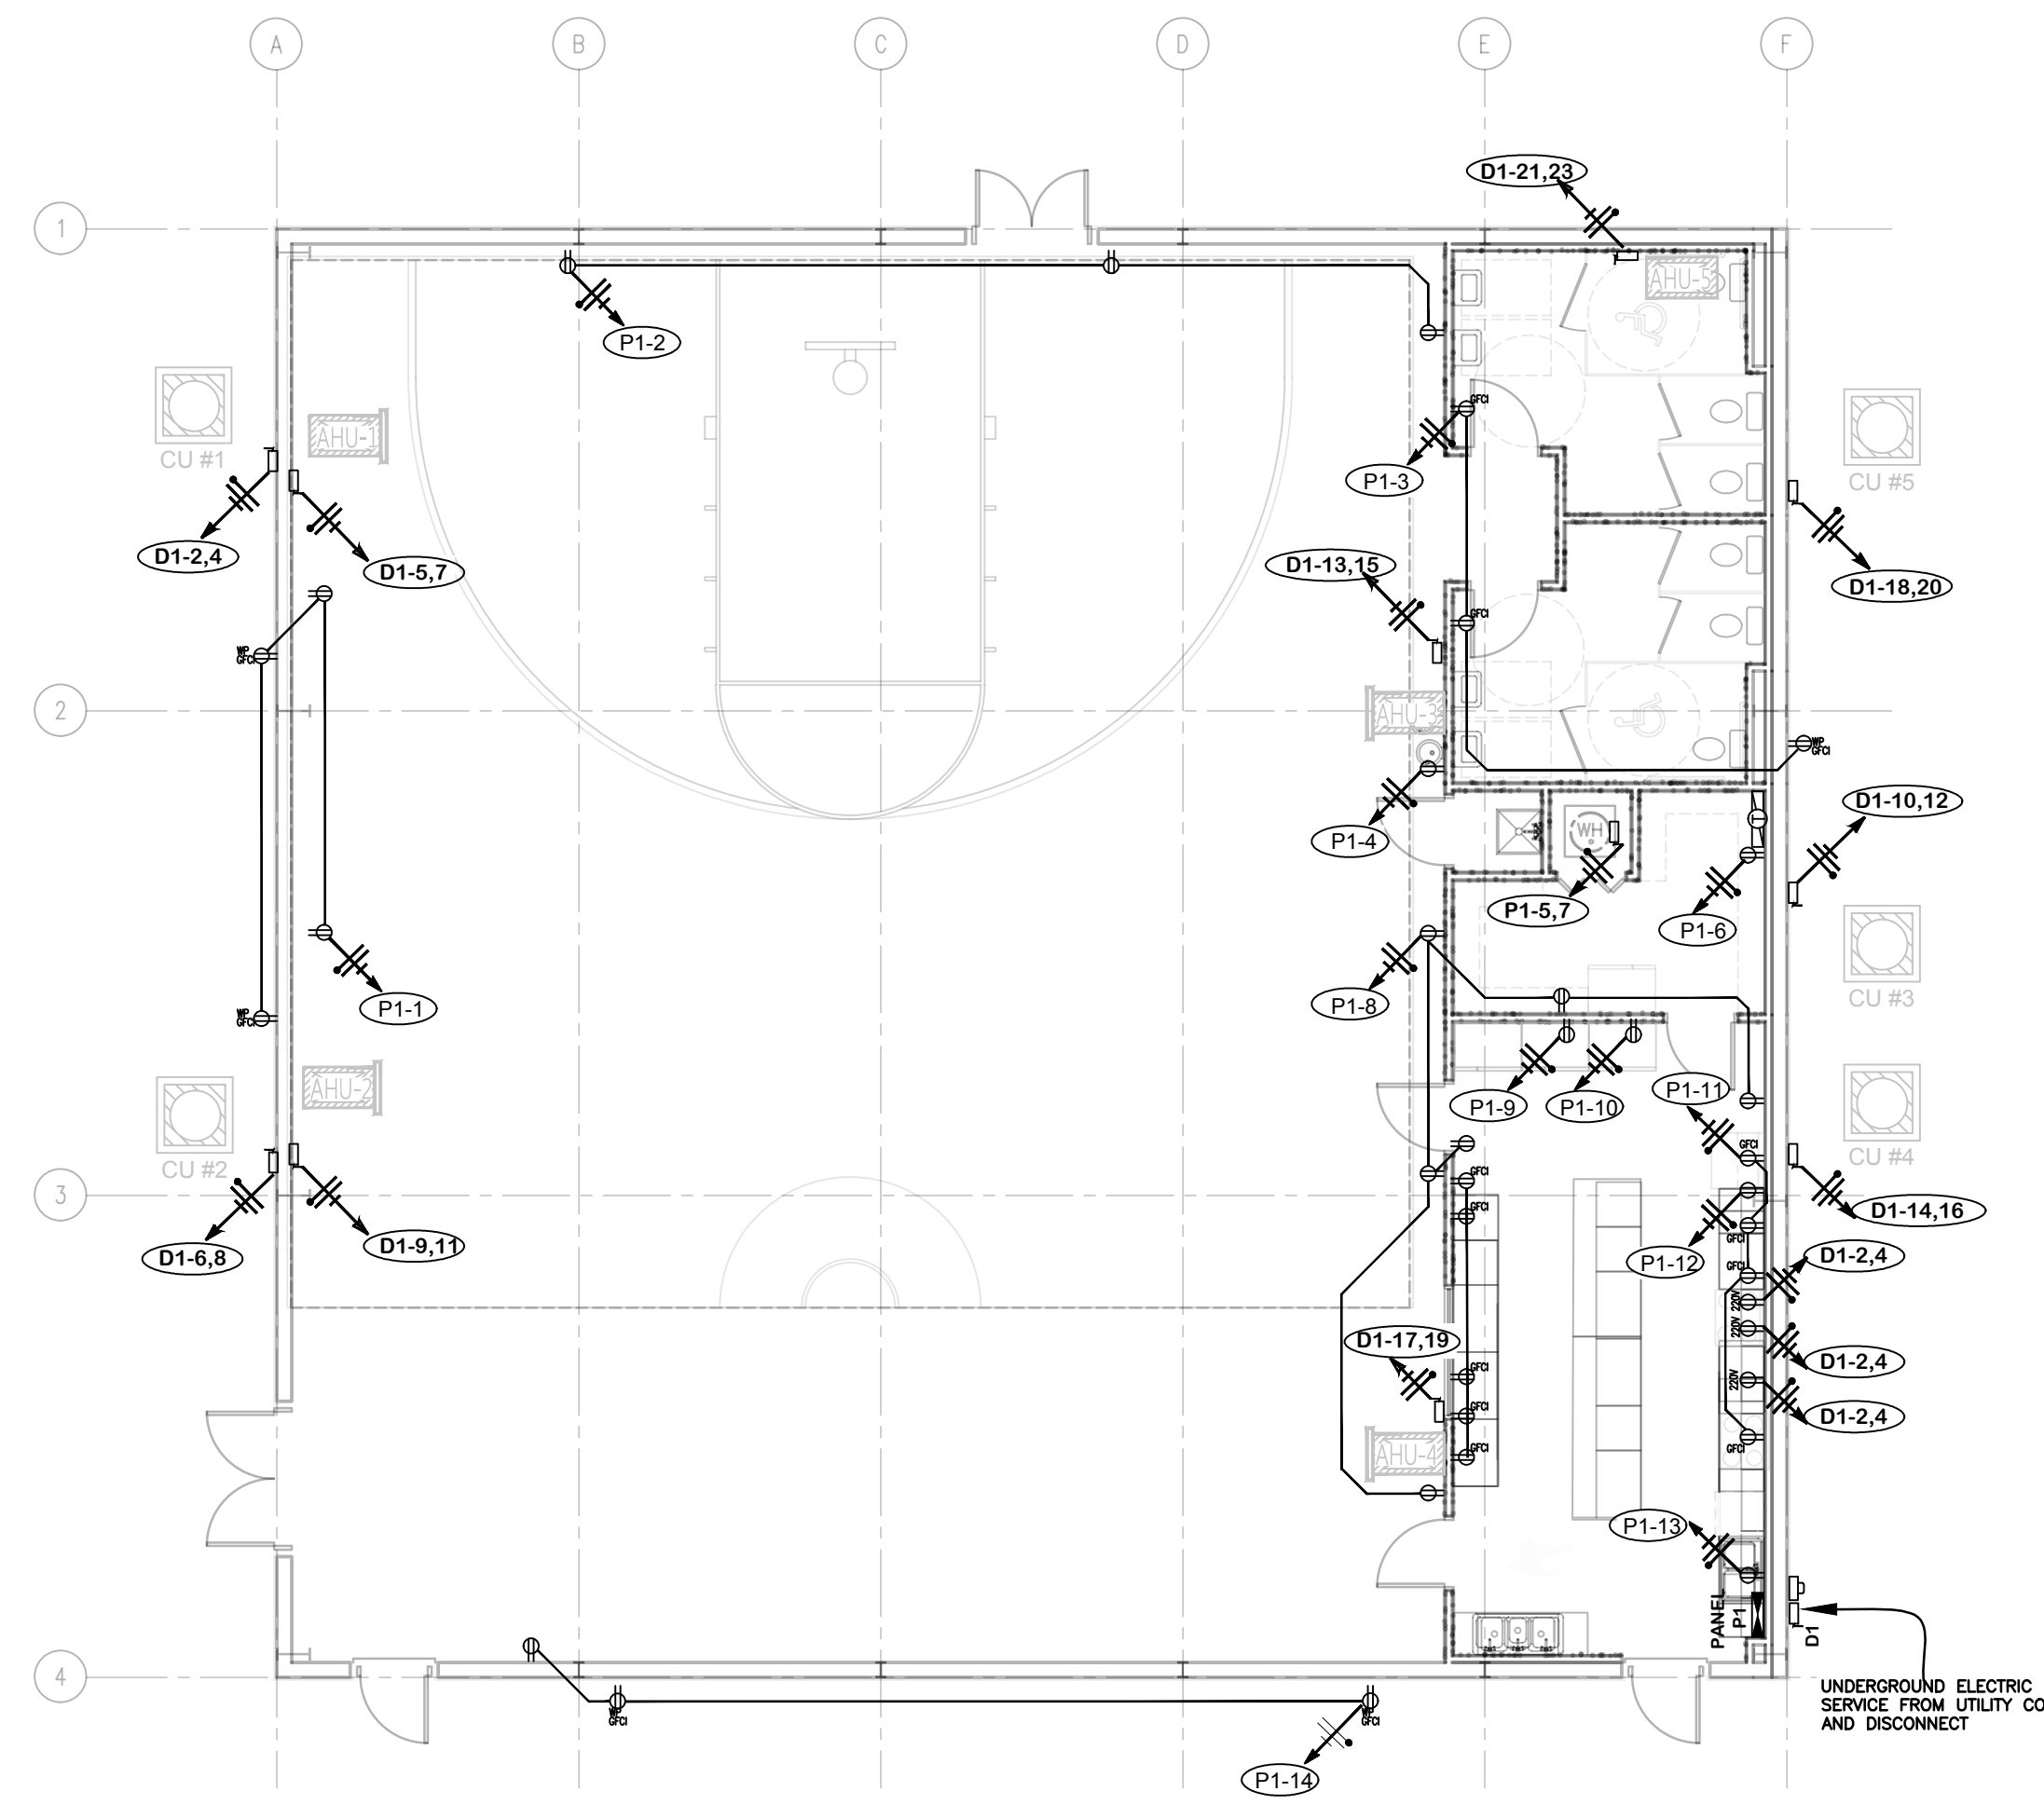 A
B
C
D
E
F
1
D1-21,23
AHU-5
P1-2
CU #1
AHU-1
GFCI
P1-3
CU #5
D1-2,4
D1-5,7
D1-13,15
D1-18,20
GFCI
WP
GFCI
2
AHU-3
WP
GFCI
D1-10,12
P1-4
WH
P1-5,7
P1-6
P1-1
P1-8
CU #3
WP
GFCI
AHU-2
P1-9
P1-10
P1-11
CU #2
GFCI
CU #4
GFCI
3
GFCI
GFCI
D1-6,8
D1-9,11
D1-14,16
P1-12
GFCI
D1-2,4
220V
220V
D1-17,19
D1-2,4
GFCI
220V
GFCI
D1-2,4
AHU-4
GFCI
GFCI
P1-13
PANEL
P1
D1
4
UNDERGROUND ELECTRIC
SERVICE FROM UTILITY CO
AND DISCONNECT
WP
GFCI
WP
GFCI
P1-14